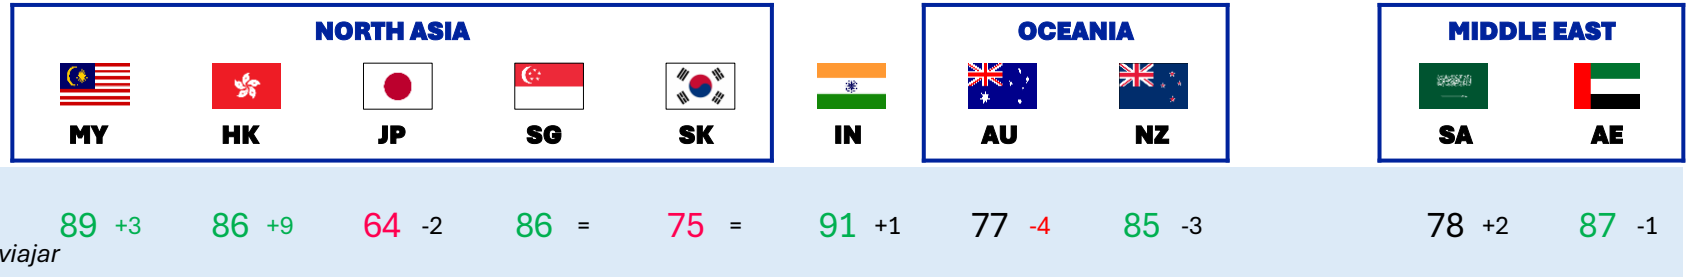 NORTH ASIA OCEANIA MIDDLE EAST
MY HK JP SG SK IN AU NZ SA AE
89 +3 86 +9 64 -2 86 = 75 = 91 +1 77 -4 85 -3 78 +2 87 -1
viajar